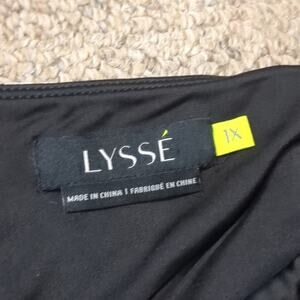 LYSSÉ
1X
MADE IN CHINA | FABRIQUÉ EN CHINE